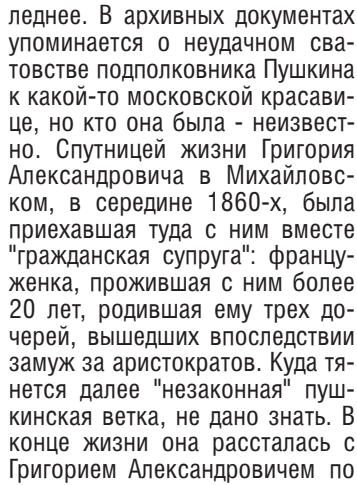 леднее. В архивных документах
упоминается о неудачном сва-
товстве подполковника Пушкина
к какой-то московской красави-
це, но кто она была - неизвест-
но. Спутницей жизни Григория
Александровича в Михайловс-
ком, в середине 1860-х, была
приехавшая туда с ним вместе
"гражданская супруга": францу-
женка, прожившая с ним более
20 лет, родившая ему трех до-
черей, вышедших впоследствии
замуж за аристократов. Куда тя-
нется далее "незаконная" пуш-
кинская ветка, не дано знать. В
конце жизни она рассталась с
Григорием Александровичем по